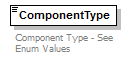 ComponentType
Component Type - See
Enum Values